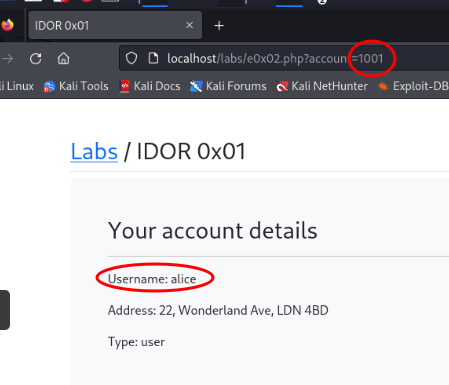 IDOR 0x01
localhost/labs/e0x02.php?account=1001
Linux Kali Tools Kali Docs Kali Forums Kali NetHunter Exploit-DB
Labs / IDOR 0x01
Your account details
Username: alice
Address: 22, Wonderland Ave, LDN 4BD
Type: user